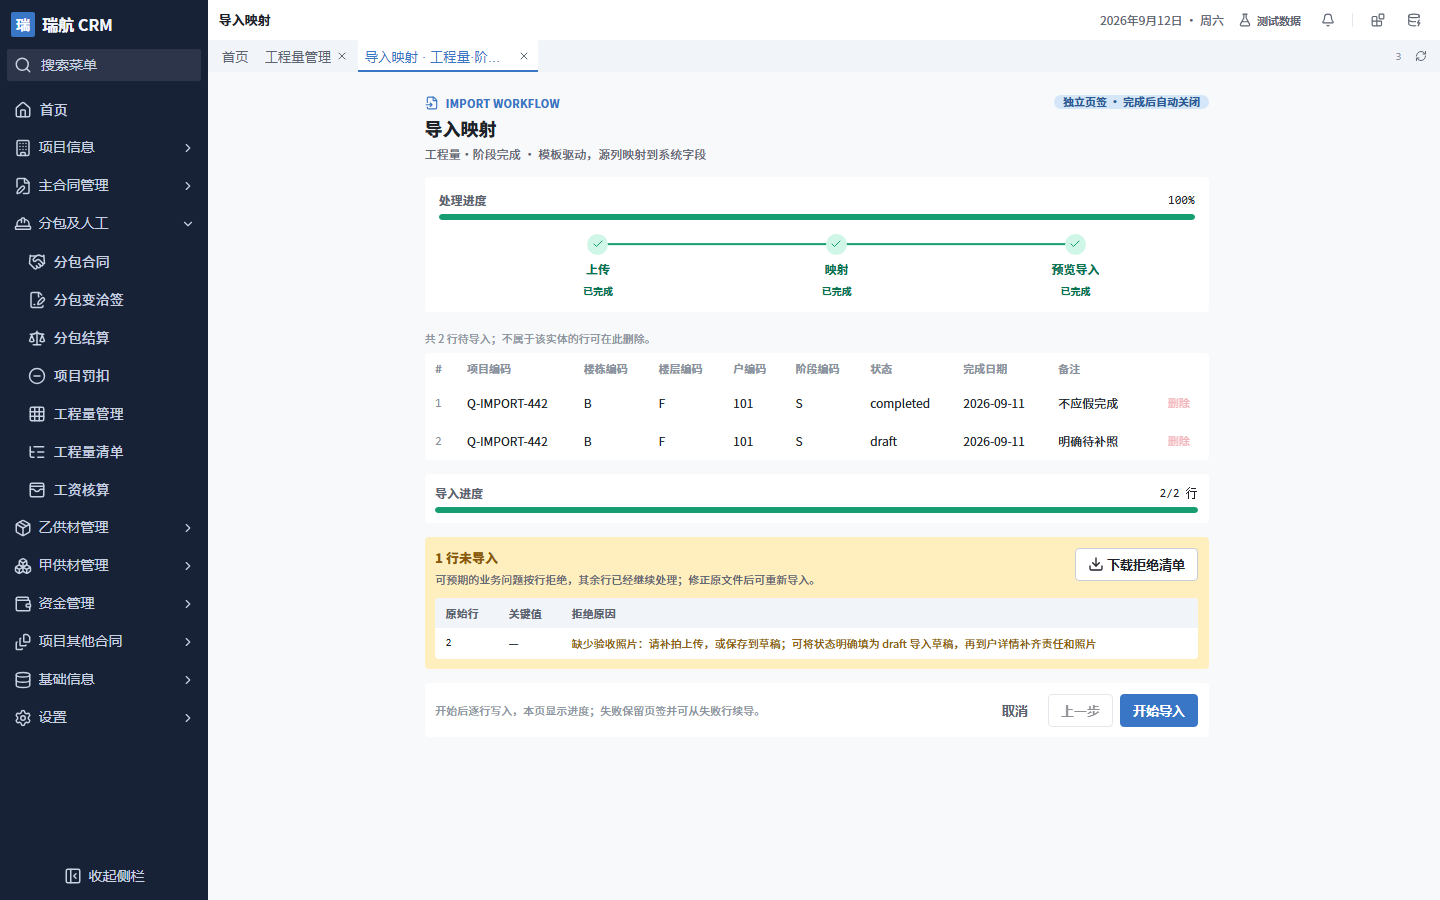 瑞 瑞航 CRM
搜索菜单
首页
项目信息
主合同管理
分包及人工
分包合同
分包变洽签
分包结算
项目罚扣
工程量管理
工程量清单
工资核算
乙供材管理
甲供材管理
资金管理
项目其他合同
基础信息
设置
收起侧栏
导入映射
2026年9月12日 • 周六 测试数据
首页 工程量管理 导入映射 · 工程量·阶... 3
IMPORT WORKFLOW
独立页签 • 完成后自动关闭
导入映射
工程量 • 阶段完成 • 模板驱动，源列映射到系统字段
处理进度 100%
上传 映射 预览导入
已完成 已完成 已完成
共 2 行待导入；不属于该实体的行可在此删除。
# 项目编码 楼栋编码 楼层编码 户编码 阶段编码 状态 完成日期 备注
1 Q-IMPORT-442 B F 101 S completed 2026-09-11 不应假完成 删除
2 Q-IMPORT-442 B F 101 S draft 2026-09-11 明确待补照 删除
导入进度 2/2 行
1 行未导入
可预期的业务问题按行拒绝，其余行已经继续处理；修正原文件后可重新导入。
下载拒绝清单
原始行 关键值 拒绝原因
2 — 缺少验收照片：请补拍上传，或保存到草稿；可将状态明确填为 draft 导入草稿，再到户详情补齐责任和照片
开始后逐行写入，本页显示进度；失败保留页签并可从失败行续导。
取消 上一步 开始导入